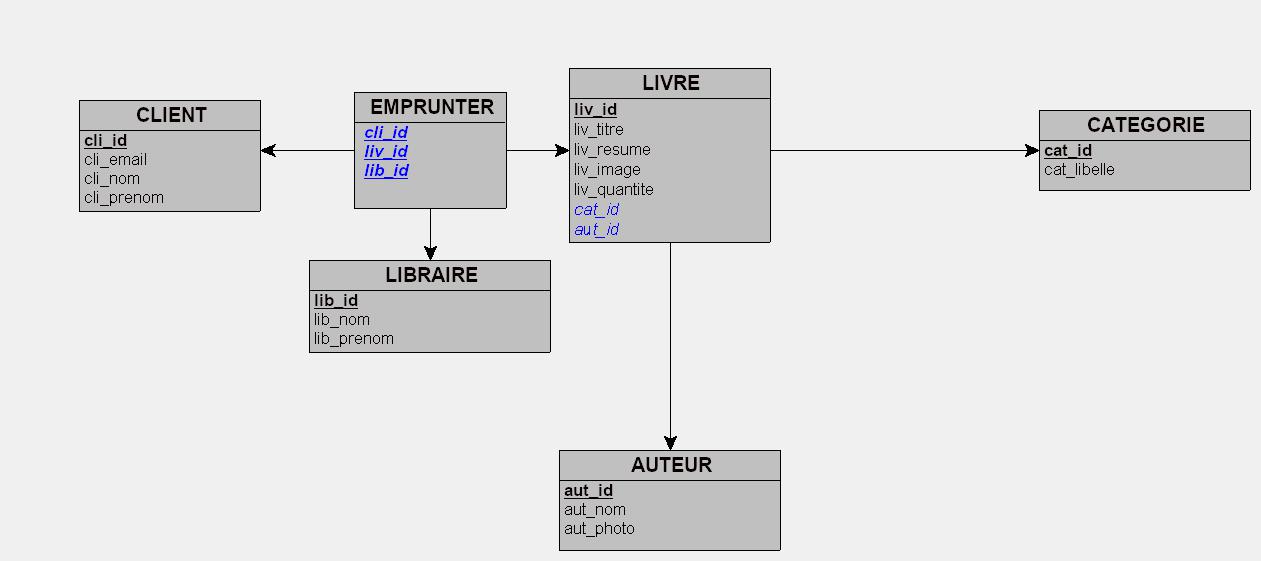 CLIENT
cli_id
cli_email
cli_nom
cli_prenom
EMPRUNTER
cli_id
liv_id
lib_id
LIVRE
liv_id
liv_titre
liv_resume
liv_image
liv_quantite
cat_id
aut_id
CATEGORIE
cat_id
cat_libelle
LIBRAIRE
lib_id
lib_nom
lib_prenom
AUTEUR
aut_id
aut_nom
aut_photo